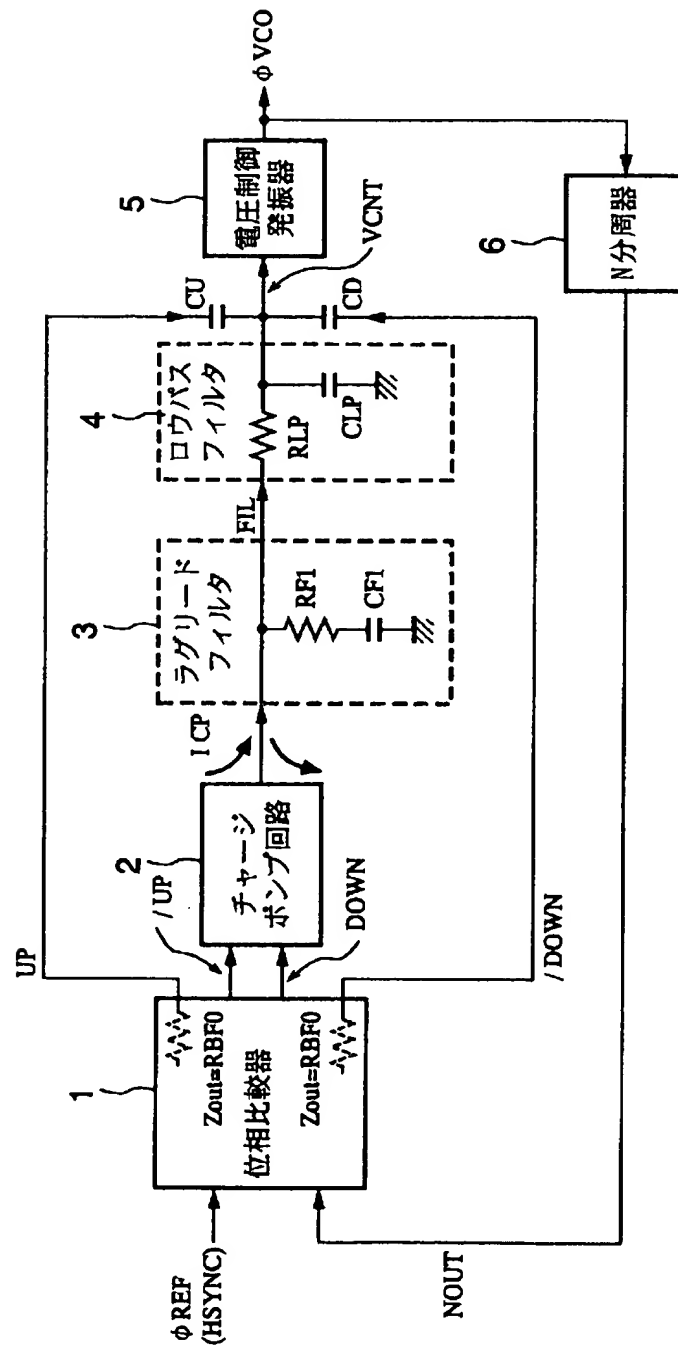 φREF
(HSYNC)
NOUT
1
位相比較器
Zout=RBF0
Zout=RBF0
UP
/UP
DOWN
/DOWN
2
チャージ
ポンプ回路
ICP
3
ラグリード
フィルタ
RF1
CF1
FIL
4
ロウパス
フィルタ
RLP
CLP
CU
CD
VCNT
5
電圧制御
発振器
φVCO
6
N分周器